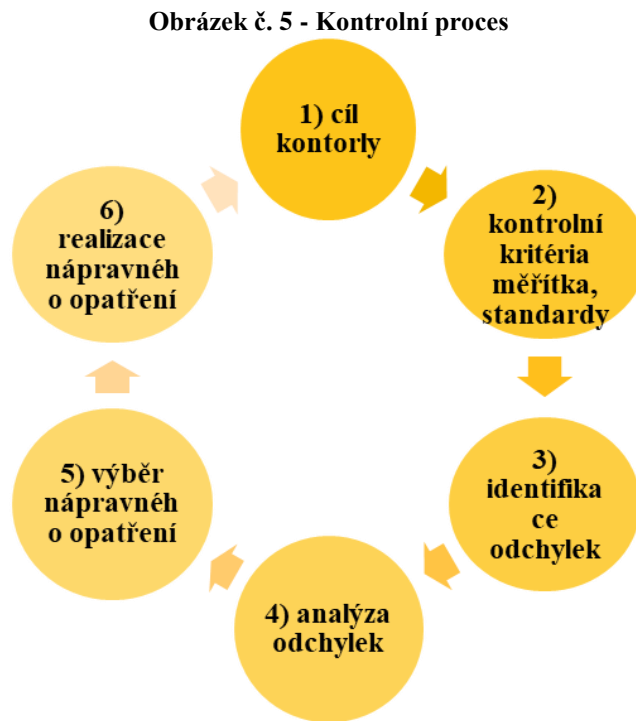 Obrázek č. 5 - Kontrolní proces
1) cíl
kontorly
2)
kontrolní
kritéria
měřítka,
standardy
3)
identifika
ce
odchylek
4) analýza
odchylek
5) výběr
nápravnéh
o opatření
6)
realizace
nápravnéh
o opatření